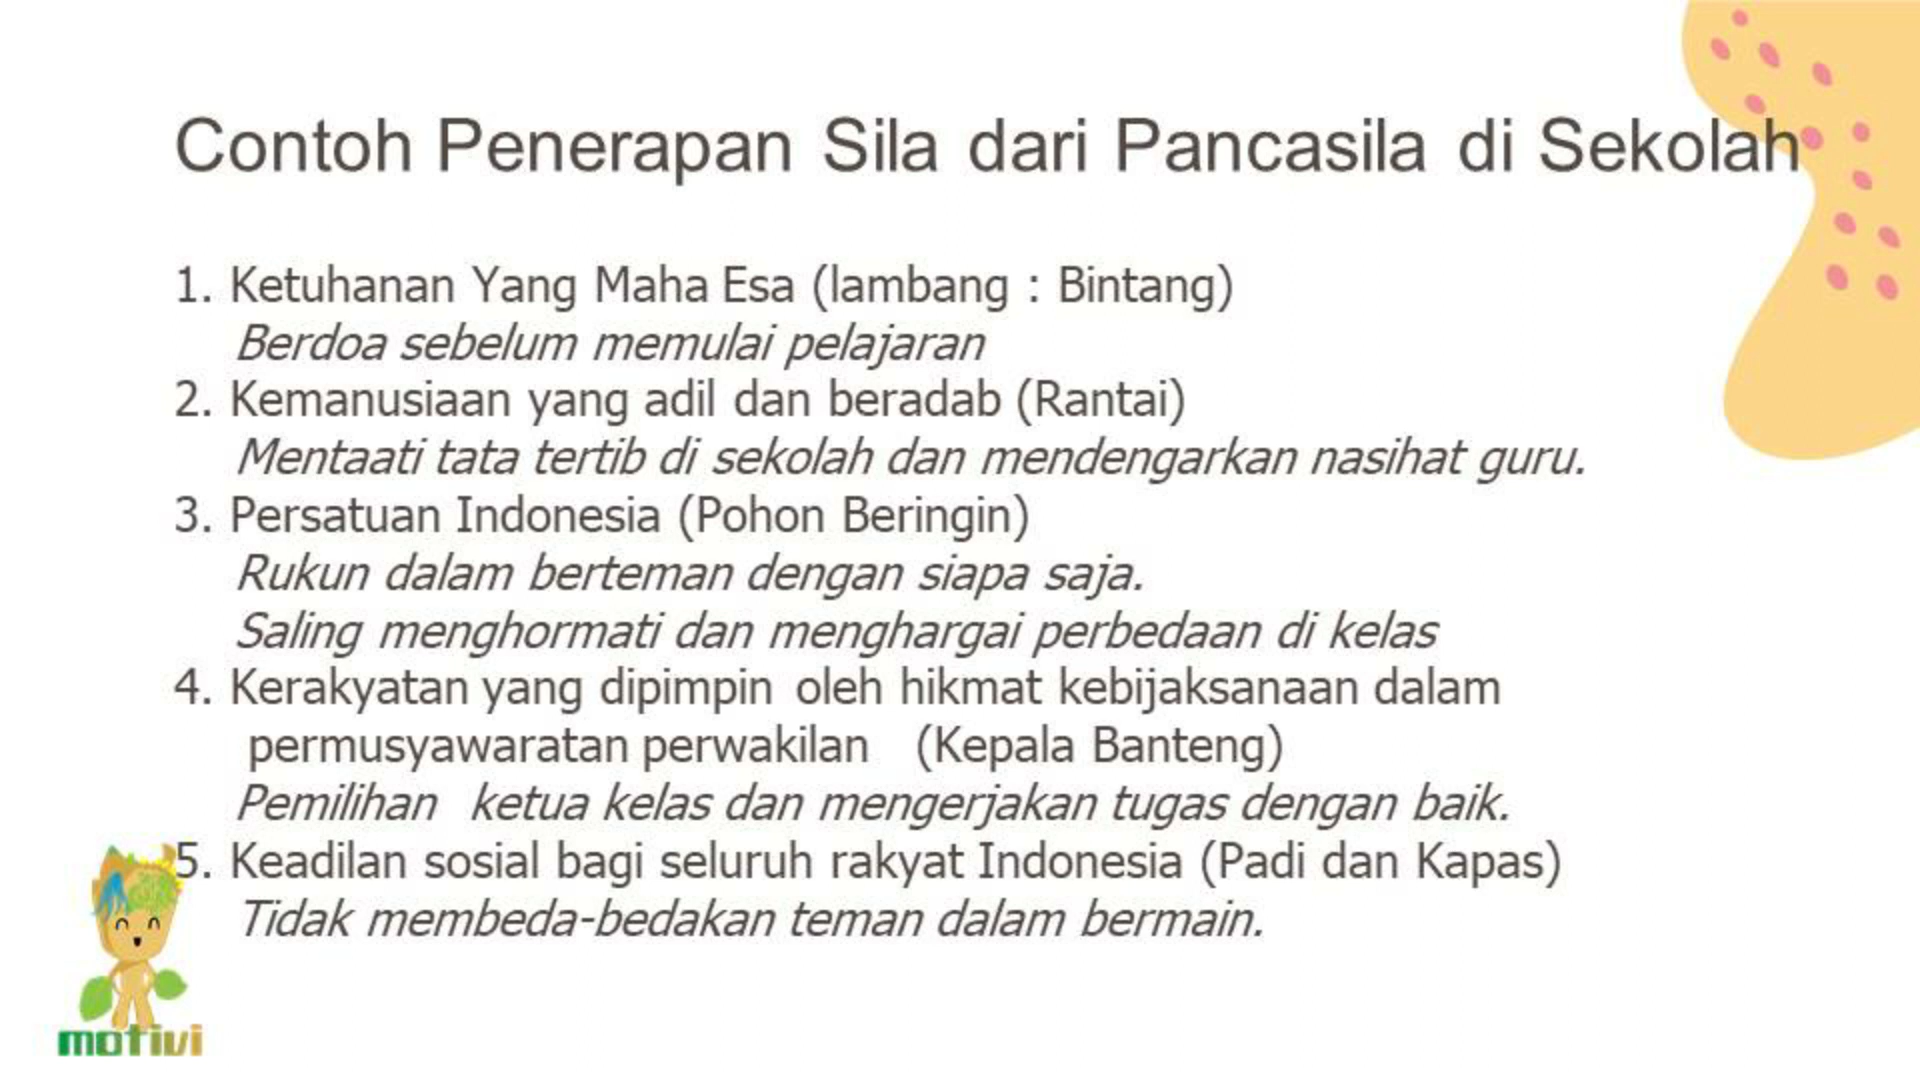 Contoh Penerapan Sila dari Pancasila di Sekolah
1. Ketuhanan Yang Maha Esa (lambang : Bintang)
Berdoa sebelum memulai pelajaran
2. Kemanusiaan yang adil dan beradab (Rantai)
Mentaati tata tertib di sekolah dan mendengarkan nasihat guru.
3. Persatuan Indonesia (Pohon Beringin)
Rukun dalam berteman dengan siapa saja.
Saling menghormati dan menghargai perbedaan di kelas
4. Kerakyatan yang dipimpin oleh hikmat kebijaksanaan dalam
permusyawaratan perwakilan (Kepala Banteng)
Pemilihan ketua kelas dan mengerjakan tugas dengan baik.
5. Keadilan sosial bagi seluruh rakyat Indonesia (Padi dan Kapas)
Tidak membeda-bedakan teman dalam bermain.
motivi